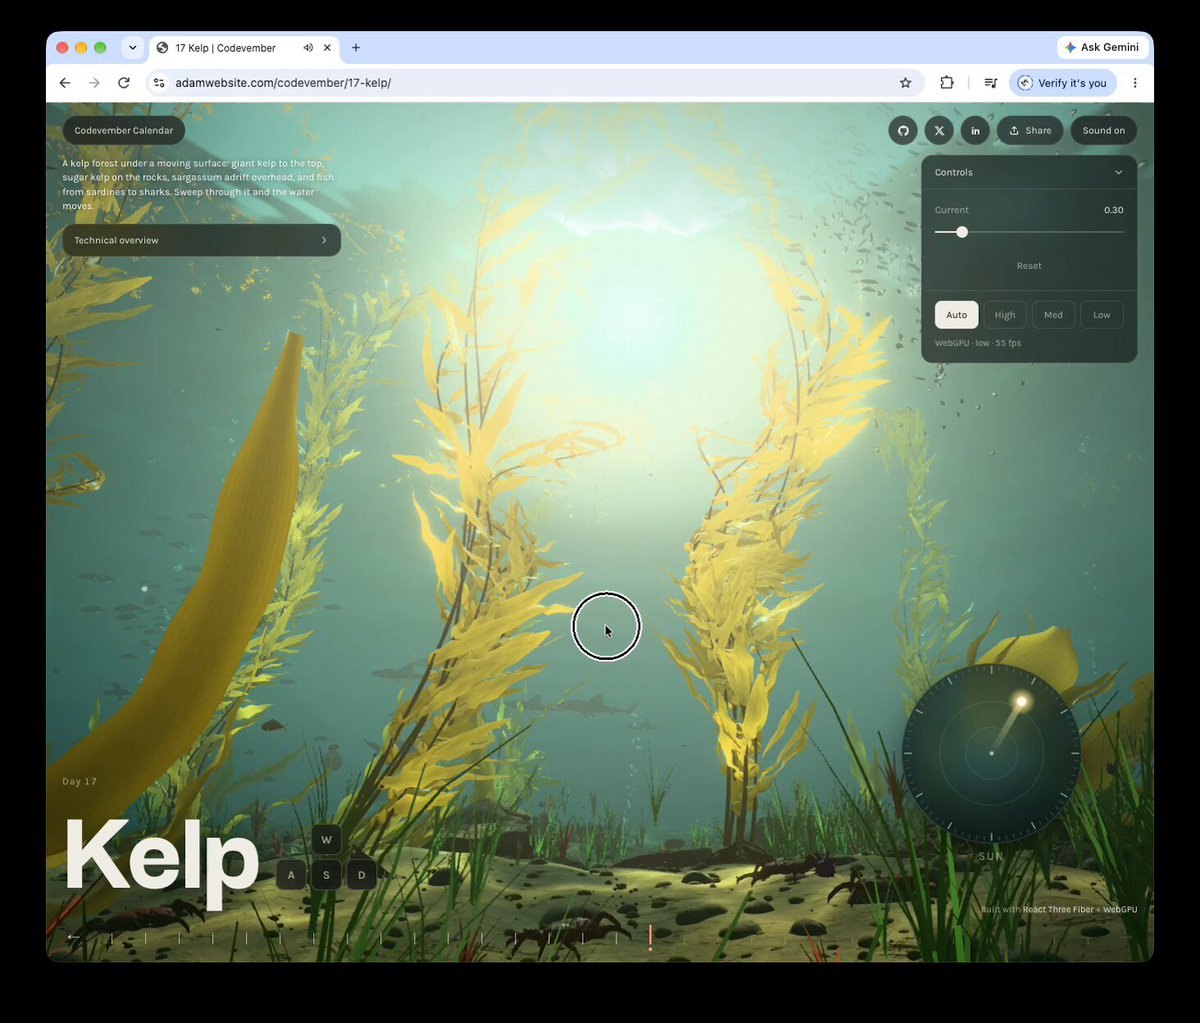 17 Kelp | Codevember
Ask Gemini
adamwebsite.com/codevember/17-kelp/
Verify it's you
Codevember Calendar
in
Share
Sound on
A kelp forest under a moving surface: giant kelp to the top,
sugar kelp on the rocks, sargassum adrift overhead, and fish
from sardines to sharks. Sweep through it and the water
moves.
Technical overview
Controls
Current 0.30
Reset
Auto High Med Low
WebGPU · low · 55 fps
Day 17
Kelp
W
A S D
SUN
Built with React Three Fiber + WebGPU